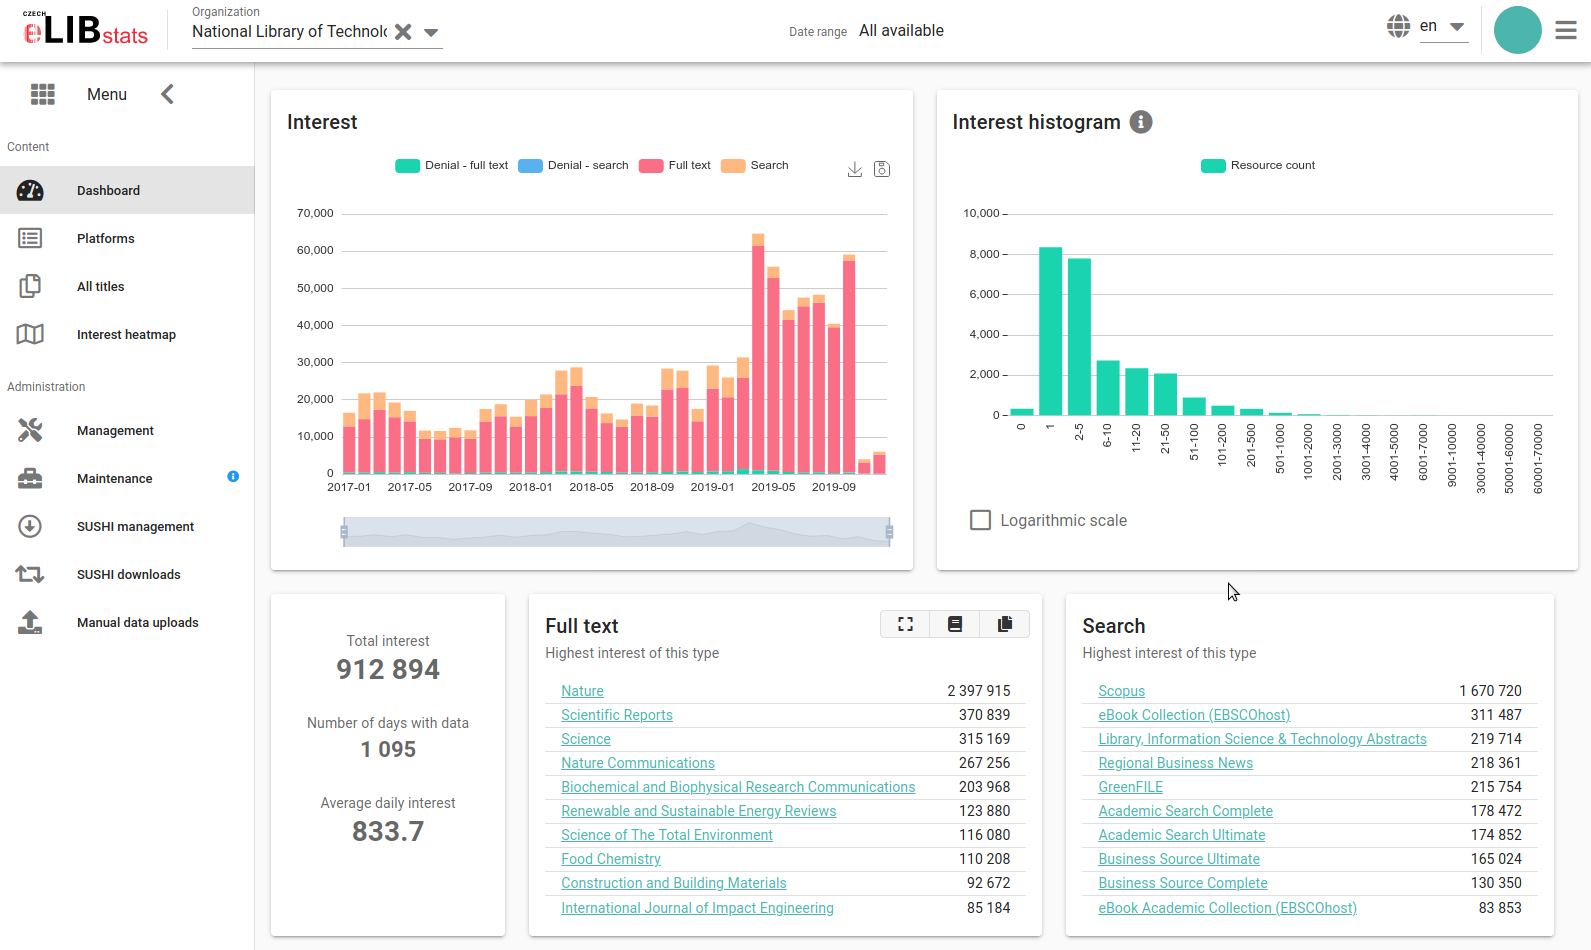 CZECH
eLIBstats
Organization
National Library of Technol
Date range All available
en
Menu
Content
Dashboard
Platforms
All titles
Interest heatmap
Administration
Management
Maintenance
SUSHI management
SUSHI downloads
Manual data uploads
Interest
Denial - full text Denial - search Full text Search
70,000
60,000
50,000
40,000
30,000
20,000
10,000
0
2017-01 2017-05 2017-09 2018-01 2018-05 2018-09 2019-01 2019-05 2019-09
Interest histogram
Resource count
10,000
8,000
6,000
4,000
2,000
0
0 1 2-5 6-10 11-20 21-50 51-100 101-200 201-500 501-1000 1001-2000 2001-3000 3001-4000 4001-5000 6001-7000 9001-10000 30001-40000 50001-60000 60001-70000
Logarithmic scale
Total interest
912 894
Number of days with data
1 095
Average daily interest
833.7
Full text
Highest interest of this type
Nature 2 397 915
Scientific Reports 370 839
Science 315 169
Nature Communications 267 256
Biochemical and Biophysical Research Communications 203 968
Renewable and Sustainable Energy Reviews 123 880
Science of The Total Environment 116 080
Food Chemistry 110 208
Construction and Building Materials 92 672
International Journal of Impact Engineering 85 184
Search
Highest interest of this type
Scopus 1 670 720
eBook Collection (EBSCOhost) 311 487
Library, Information Science & Technology Abstracts 219 714
Regional Business News 218 361
GreenFILE 215 754
Academic Search Complete 178 472
Academic Search Ultimate 174 852
Business Source Ultimate 165 024
Business Source Complete 130 350
eBook Academic Collection (EBSCOhost) 83 853